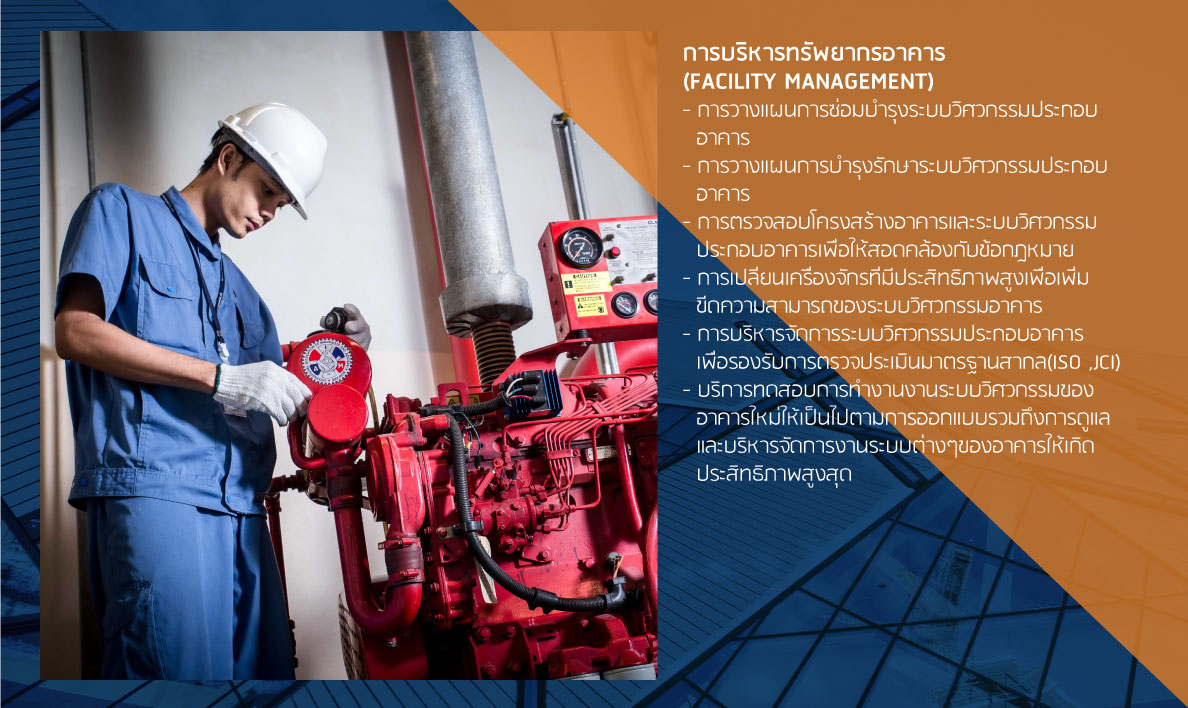 การบริหารทรัพยากรอาคาร
(FACILITY MANAGEMENT)
- การวางแผนการซ่อมบำรุงระบบวิศวกรรมประกอบ
อาคาร
- การวางแผนการบำรุงรักษาระบบวิศวกรรมประกอบ
อาคาร
- การตรวจสอบโครงสร้างอาคารและระบบวิศวกรรม
ประกอบอาคารเพื่อให้สอดคล้องกับข้อกฎหมาย
- การเปลี่ยนเครื่องจักรที่มีประสิทธิภาพสูงเพื่อเพิ่ม
ขีดความสามารถของระบบวิศวกรรมอาคาร
- การบริหารจัดการระบบวิศวกรรมประกอบอาคาร
เพื่อรองรับการตรวจประเมินมาตรฐานสากล(ISO ,JCI)
- บริการทดสอบการทำงานงานระบบวิศวกรรมของ
อาคารใหม่ให้เป็นไปตามการออกแบบรวมถึงการดูแล
และบริหารจัดการงานระบบต่างๆของอาคารให้เกิด
ประสิทธิภาพสูงสุด
CAUTION